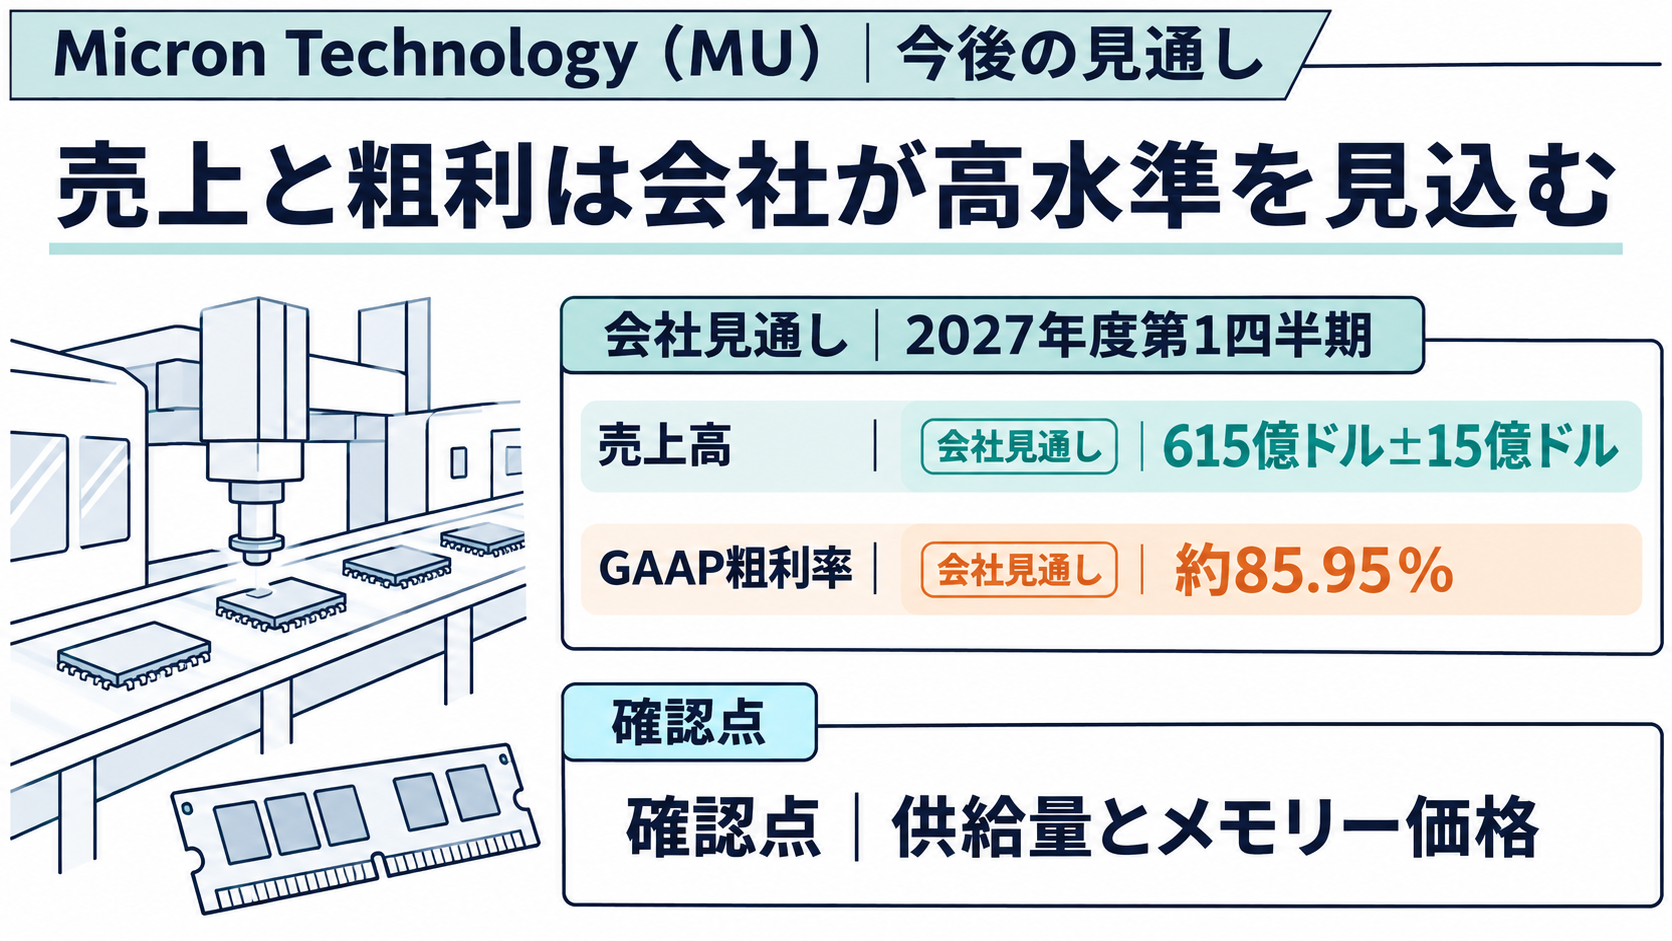 Micron Technology（MU）｜今後の見通し
売上と粗利は会社が高水準を見込む
会社見通し｜2027年度第1四半期
売上高｜会社見通し｜615億ドル±15億ドル
GAAP粗利率｜会社見通し｜約85.95％
確認点
確認点｜供給量とメモリー価格